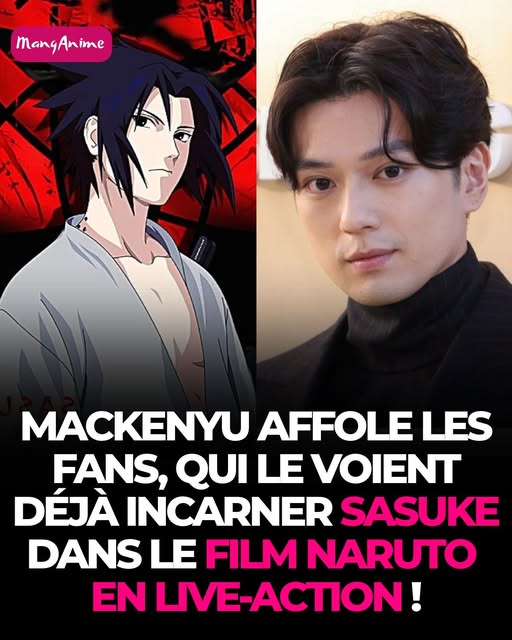 MangAnime
MACKENYU AFFOLE LES
FANS, QUI LE VOIENT
DÉJÀ INCARNER SASUKE
DANS LE FILM NARUTO
EN LIVE-ACTION !